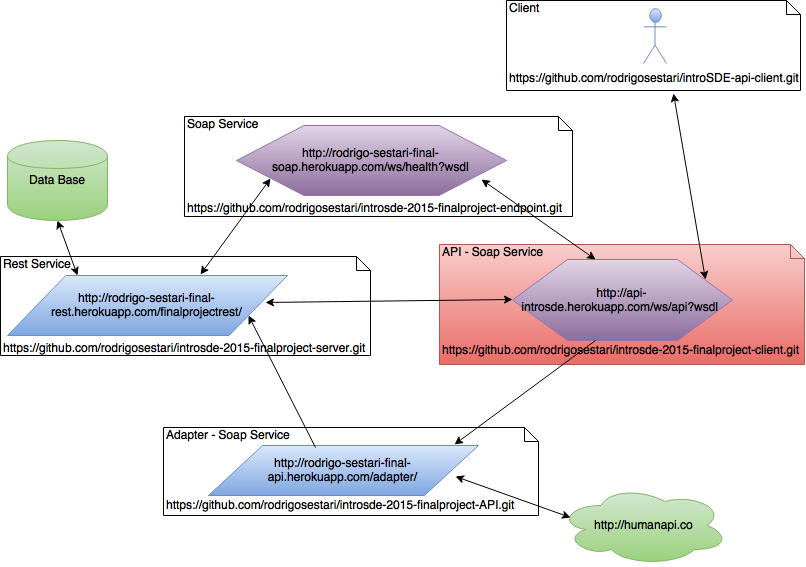 Client
https://github.com/rodrigosestari/introSDE-api-client.git
Soap Service
http://rodrigo-sestari-final-
soap.herokuapp.com/ws/health?wsdl
https://github.com/rodrigosestari/introsde-2015-finalproject-endpoint.git
Data Base
API - Soap Service
http://api-
introsde.herokuapp.com/ws/api?wsdl
https://github.com/rodrigosestari/introsde-2015-finalproject-client.git
Rest Service
http://rodrigo-sestari-final-
rest.herokuapp.com/finalprojectrest/
https://github.com/rodrigosestari/introsde-2015-finalproject-server.git
Adapter - Soap Service
http://rodrigo-sestari-final-
api.herokuapp.com/adapter/
https://github.com/rodrigosestari/introsde-2015-finalproject-API.git
http://humanapi.co